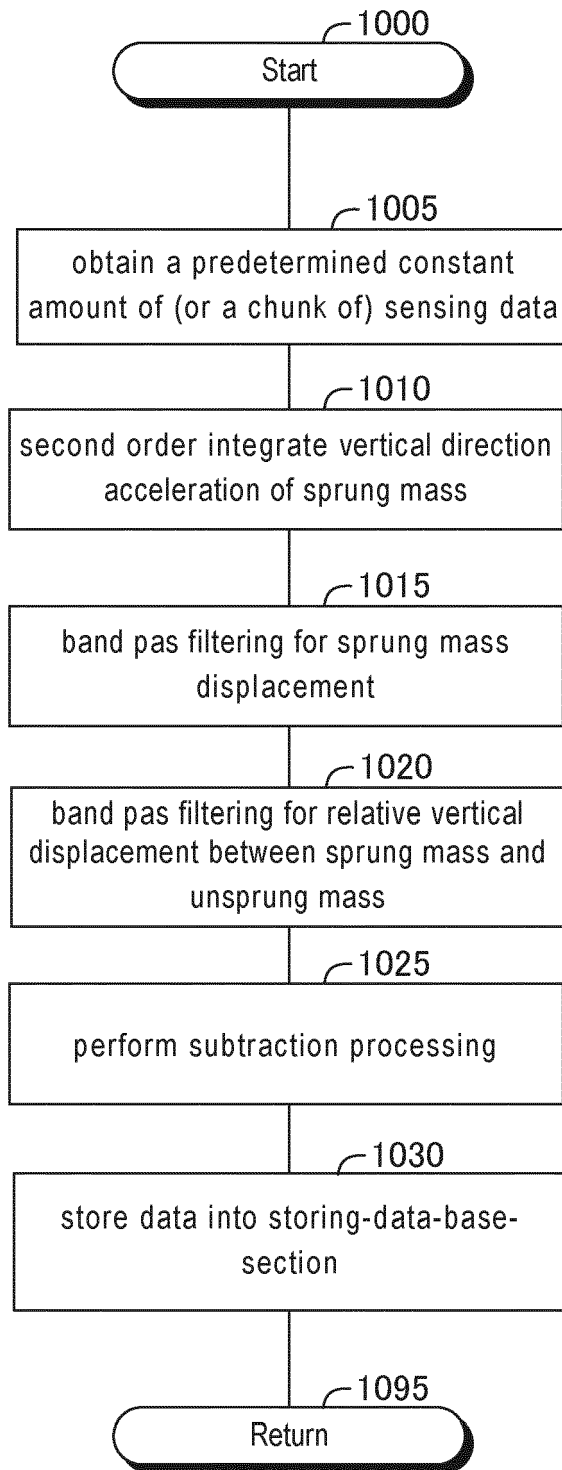 1000
Start
1005
obtain a predetermined constant
amount of (or a chunk of) sensing data
1010
second order integrate vertical direction
acceleration of sprung mass
1015
band pas filtering for sprung mass
displacement
1020
band pas filtering for relative vertical
displacement between sprung mass and
unsprung mass
1025
perform subtraction processing
1030
store data into storing-data-base-
section
1095
Return